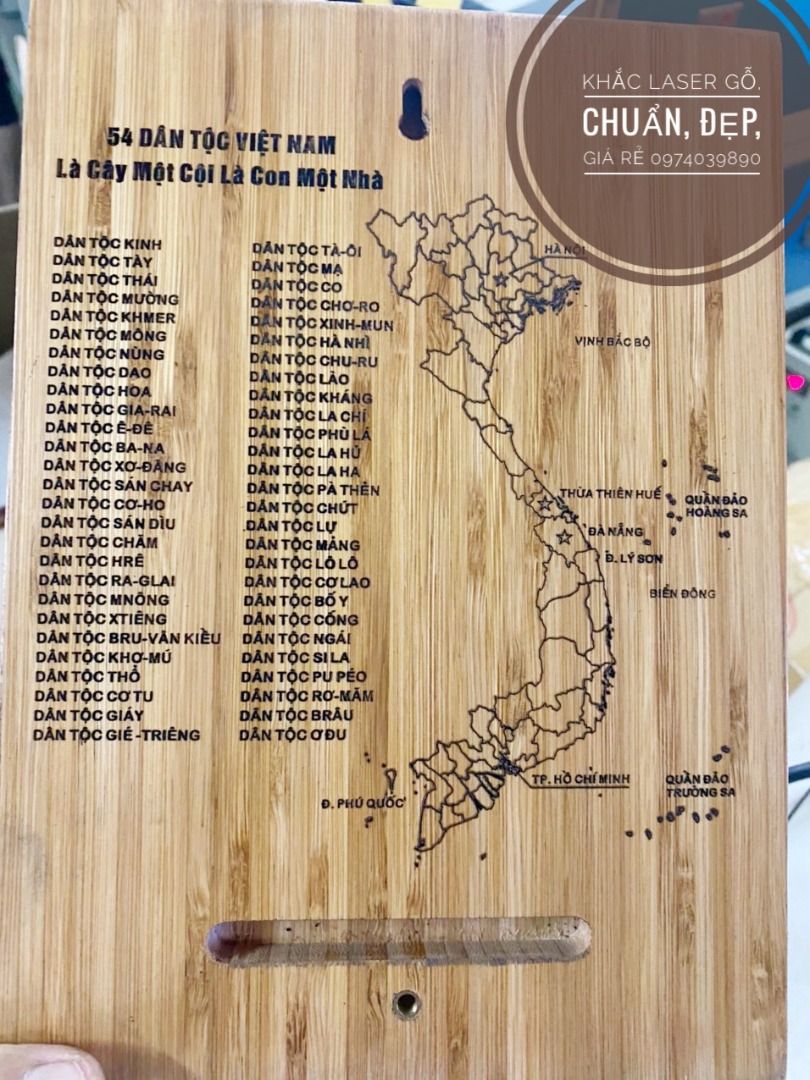 KHẮC LASER GỖ,
CHUẨN, ĐẸP,
GIÁ RẺ 0974039890
54 DÂN TỘC VIỆT NAM
Là Cây Một Cội Là Con Một Nhà
DÂN TỘC KINH
DÂN TỘC TÀY
DÂN TỘC THÁI
DÂN TỘC MƯỜNG
DÂN TỘC KHMER
DÂN TỘC MÔNG
DÂN TỘC NÙNG
DÂN TỘC DAO
DÂN TỘC HOA
DÂN TỘC GIA-RAI
DÂN TỘC Ê-ĐÊ
DÂN TỘC BA-NA
DÂN TỘC XƠ-ĐĂNG
DÂN TỘC SÁN CHAY
DÂN TỘC CƠ-HO
DÂN TỘC SÁN DÌU
DÂN TỘC CHĂM
DÂN TỘC HRÊ
DÂN TỘC RA-GLAI
DÂN TỘC MNÔNG
DÂN TỘC XTIÊNG
DÂN TỘC BRU-VÂN KIỀU
DÂN TỘC KHƠ-MÚ
DÂN TỘC THỔ
DÂN TỘC CƠ TU
DÂN TỘC GIÁY
DÂN TỘC GIÉ-TRIÊNG
DÂN TỘC TÀ-ÔI
DÂN TỘC MẠ
DÂN TỘC CO
DÂN TỘC CHƠ-RO
DÂN TỘC XINH-MUN
DÂN TỘC HÀ NHÌ
DÂN TỘC CHU-RU
DÂN TỘC LÀO
DÂN TỘC KHÁNG
DÂN TỘC LA CHÍ
DÂN TỘC PHÙ LÁ
DÂN TỘC LA HỦ
DÂN TỘC LA HA
DÂN TỘC PÀ THẺN
DÂN TỘC CHỨT
DÂN TỘC LỰ
DÂN TỘC MẢNG
DÂN TỘC LÔ LÔ
DÂN TỘC CƠ LAO
DÂN TỘC BỐ Y
DÂN TỘC CỐNG
DÂN TỘC NGÁI
DÂN TỘC SI LA
DÂN TỘC PU PÉO
DÂN TỘC RƠ-MĂM
DÂN TỘC BRÂU
DÂN TỘC Ơ ĐU
HÀ NỘI
VỊNH BẮC BỘ
THỪA THIÊN HUẾ
QUẦN ĐẢO
HOÀNG SA
ĐÀ NẴNG
Đ. LÝ SƠN
BIỂN ĐÔNG
TP. HỒ CHÍ MINH
QUẦN ĐẢO
TRƯỜNG SA
Đ. PHÚ QUỐC